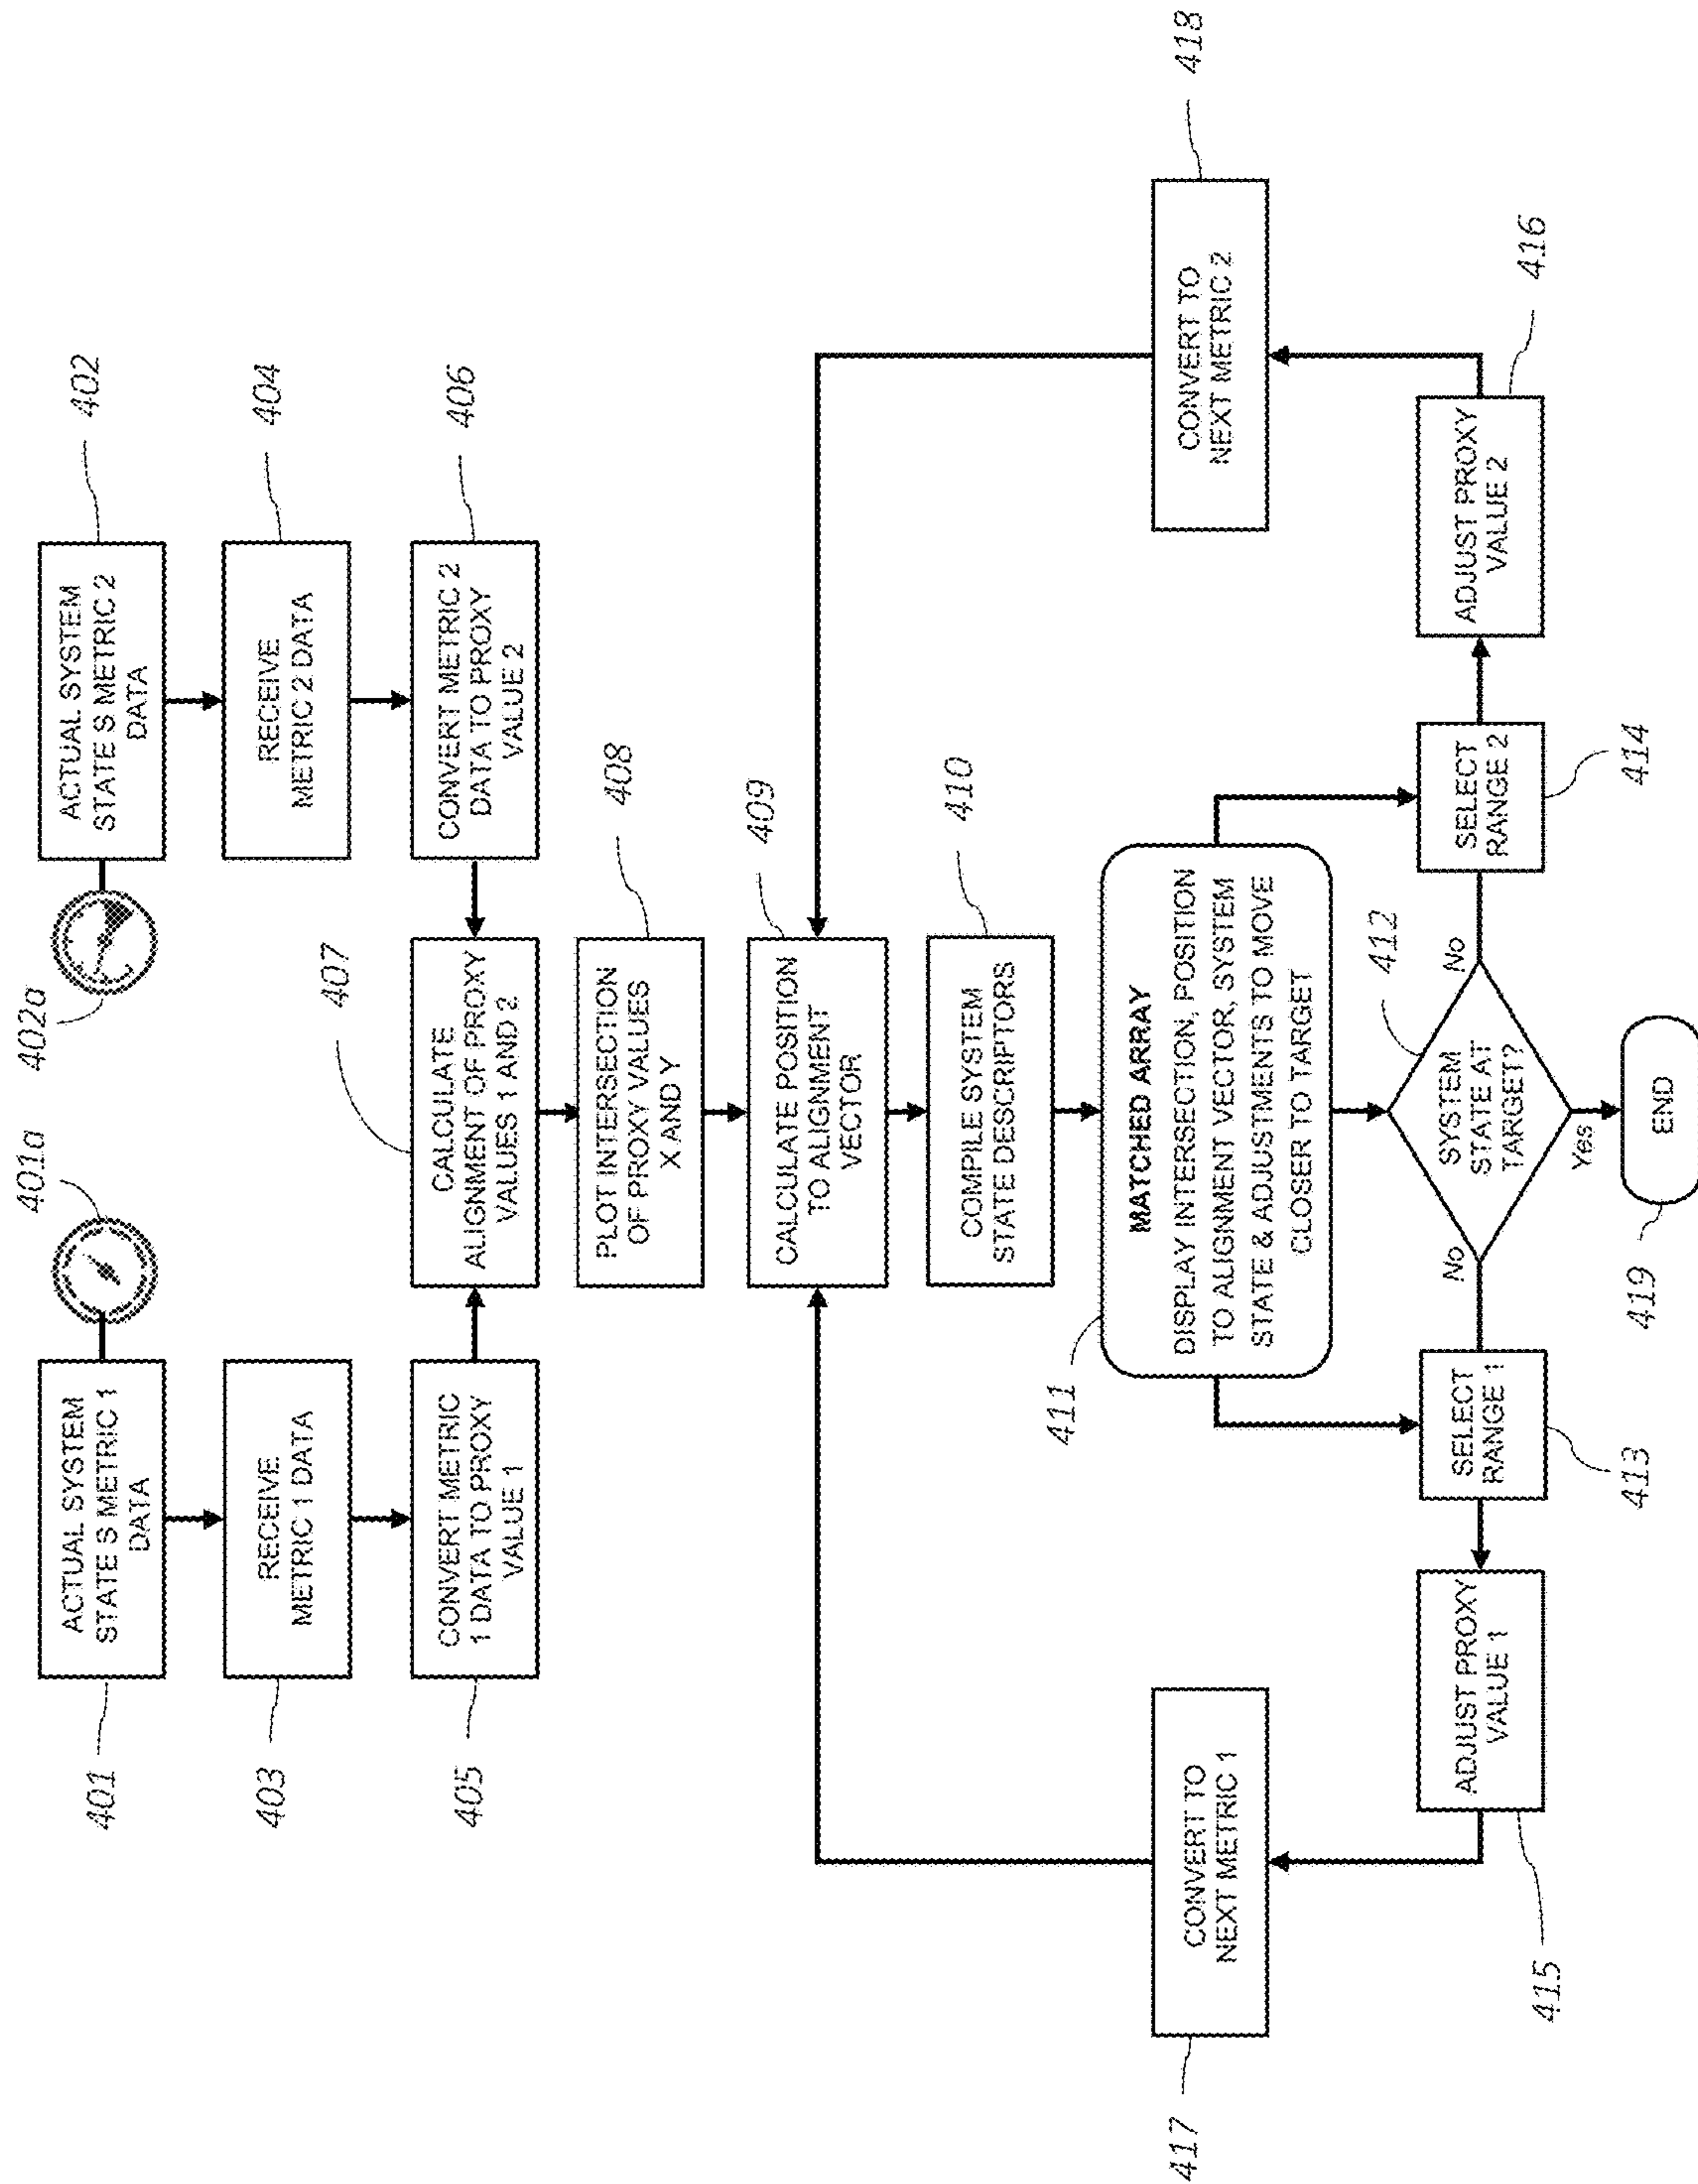 401
ACTUAL SYSTEM
STATE S METRIC 1
DATA
401a
402a
ACTUAL SYSTEM
STATE S METRIC 2
DATA
402
403
RECEIVE
METRIC 1 DATA
RECEIVE
METRIC 2 DATA
404
405
CONVERT METRIC
1 DATA TO PROXY
VALUE 1
407
CALCULATE
ALIGNMENT OF PROXY
VALUES 1 AND 2
CONVERT METRIC 2
DATA TO PROXY
VALUE 2
406
PLOT INTERSECTION
OF PROXY VALUES
X AND Y
408
CALCULATE POSITION
TO ALIGNMENT
VECTOR
409
COMPILE SYSTEM
STATE DESCRIPTORS
410
411
MATCHED ARRAY
DISPLAY INTERSECTION, POSITION
TO ALIGNMENT VECTOR, SYSTEM
STATE & ADJUSTMENTS TO MOVE
CLOSER TO TARGET
417
CONVERT TO
NEXT METRIC 1
CONVERT TO
NEXT METRIC 2
418
415
ADJUST PROXY
VALUE 1
SELECT
RANGE 1
413
No
SYSTEM
STATE AT
TARGET?
412
No
Yes
SELECT
RANGE 2
414
ADJUST PROXY
VALUE 2
416
419
END